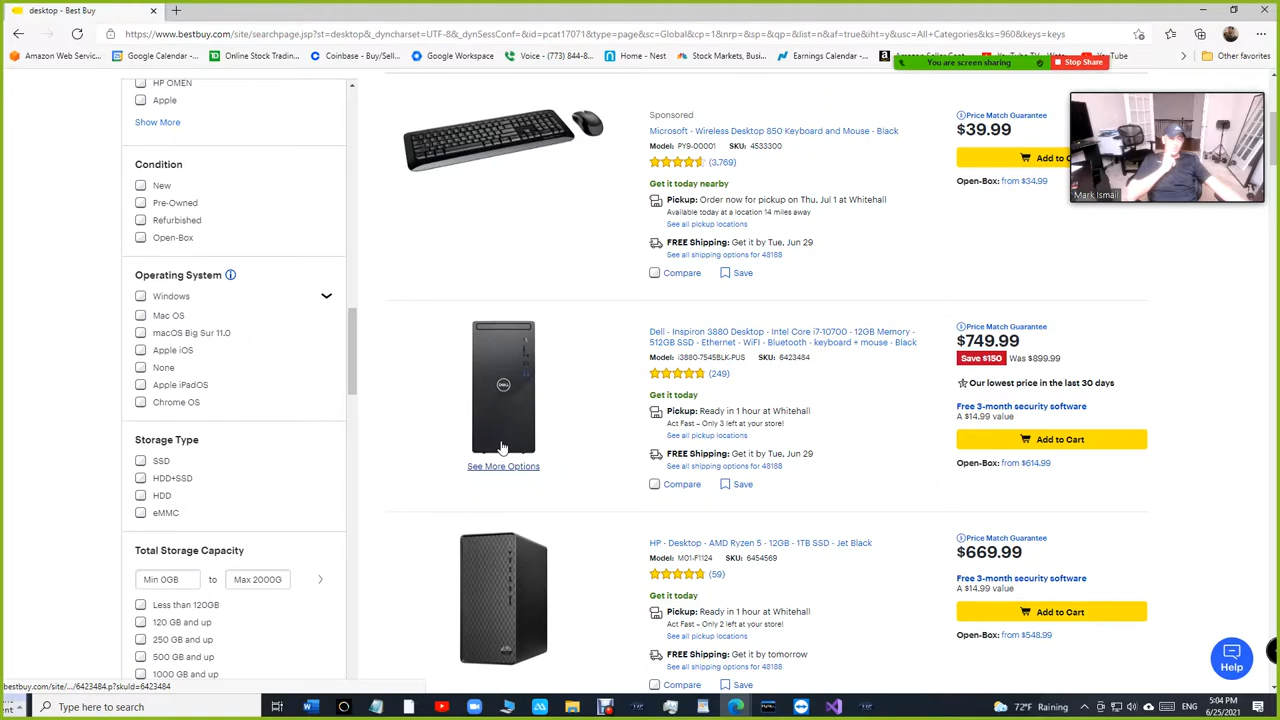 desktop - Best Buy
https://www.bestbuy.com/site/searchpage.jsp?st=desktop&_dyncharset=UTF-8&_dynSessConf=&id=pcat17071&type=page&sc=Global&cp=1&nrp=&sp=&qp=&list=n&af=true&iht=y&usc=All+Categories&ks=960&keys=keys
Amazon Web Servic... Online Stock Tradin... Coinbase - Buy/Sell... Google Workspace Voice - (773) 844-8... Home - Nest Stock Markets, Busi... Earnings Calendar... YouTube Other favorites
You are screen sharing
Stop Share
HP OMEN
Apple
Show More
Condition
New
Pre-Owned
Refurbished
Open-Box
Operating System
Windows
Mac OS
macOS Big Sur 11.0
Apple iOS
None
Apple iPadOS
Chrome OS
Storage Type
SSD
HDD+SSD
HDD
eMMC
Total Storage Capacity
Min 0GB to Max 2000G
Less than 120GB
120 GB and up
250 GB and up
500 GB and up
1000 GB and up
Sponsored
Microsoft - Wireless Desktop 850 Keyboard and Mouse - Black
Model: PY9-00001 SKU: 4533300
(3,769)
Get it today nearby
Pickup: Order now for pickup on Thu, Jul 1 at Whitehall
Available today at a location 14 miles away
See all pickup locations
FREE Shipping: Get it by Tue, Jun 29
See all shipping options for 48188
Compare Save
Price Match Guarantee
$39.99
Add to C
Open-Box: from $34.99
Mark Ismail
DELL
See More Options
Dell - Inspiron 3880 Desktop - Intel Core i7-10700 - 12GB Memory -
512GB SSD - Ethernet - WiFI - Bluetooth - keyboard + mouse - Black
Model: i3880-7545BLK-PUS SKU: 6423484
(249)
Get it today
Pickup: Ready in 1 hour at Whitehall
Act Fast – Only 3 left at your store!
See all pickup locations
FREE Shipping: Get it by Tue, Jun 29
See all shipping options for 48188
Compare Save
Price Match Guarantee
$749.99
Save $150 Was $899.99
Our lowest price in the last 30 days
Free 3-month security software
A $14.99 value
Add to Cart
Open-Box: from $614.99
HP - Desktop - AMD Ryzen 5 - 12GB - 1TB SSD - Jet Black
Model: M01-F1124 SKU: 6454569
(59)
Get it today
Pickup: Ready in 1 hour at Whitehall
Act Fast – Only 2 left at your store!
See all pickup locations
FREE Shipping: Get it by tomorrow
See all shipping options for 48188
Compare Save
Price Match Guarantee
$669.99
Free 3-month security software
A $14.99 value
Add to Cart
Open-Box: from $548.99
Help
bestbuy.com/site/.../6423484.p?skuId=6423484
Type here to search
72°F Raining
5:04 PM
6/25/2021